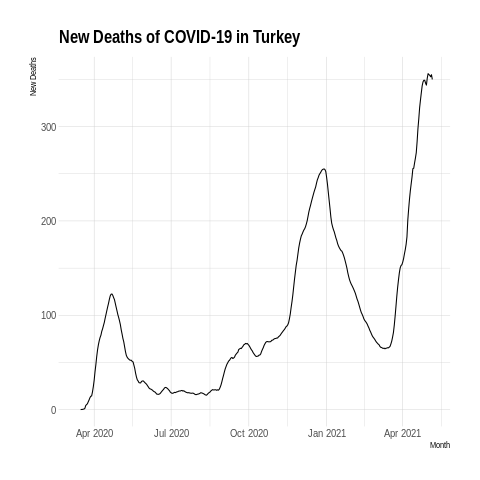 New Deaths of COVID-19 in Turkey
New Deaths
300
200
100
0
Apr 2020 Jul 2020 Oct 2020 Jan 2021 Apr 2021
Month